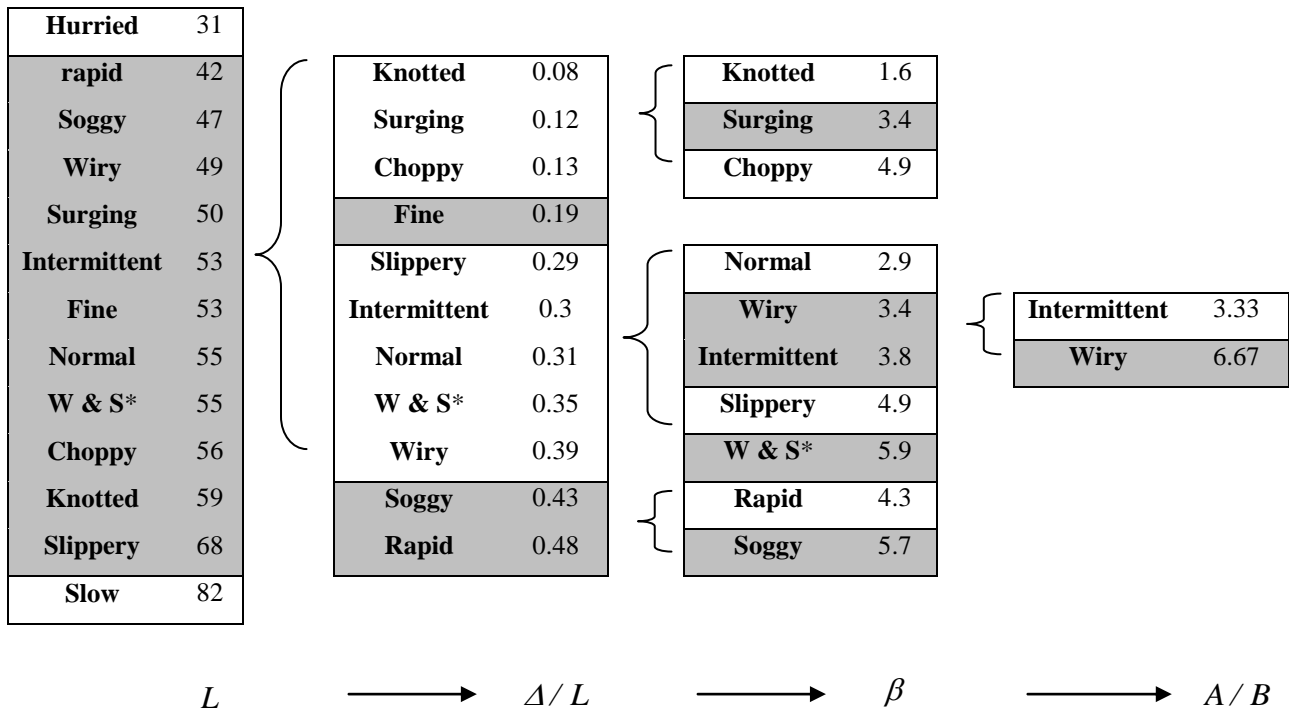 Hurried 31
rapid 42
Soggy 47
Wiry 49
Surging 50
Intermittent 53
Fine 53
Normal 55
W & S* 55
Choppy 56
Knotted 59
Slippery 68
Slow 82
Knotted 0.08
Surging 0.12
Choppy 0.13
Fine 0.19
Slippery 0.29
Intermittent 0.3
Normal 0.31
W & S* 0.35
Wiry 0.39
Soggy 0.43
Rapid 0.48
Knotted 1.6
Surging 3.4
Choppy 4.9
Normal 2.9
Wiry 3.4
Intermittent 3.8
Slippery 4.9
W & S* 5.9
Rapid 4.3
Soggy 5.7
Intermittent 3.33
Wiry 6.67
L Δ / L β A / B